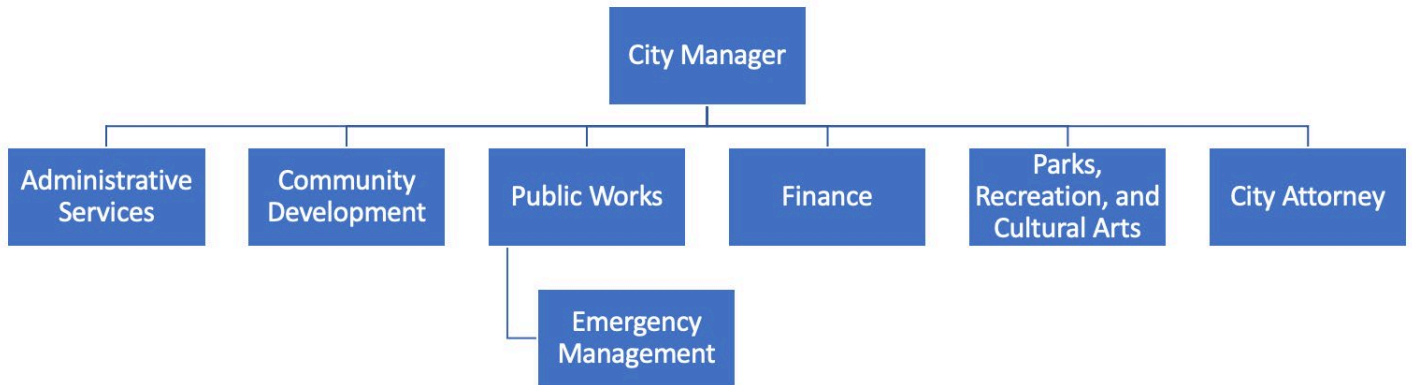 City Manager
Administrative
Services
Community
Development
Public Works
Finance
Parks,
Recreation, and
Cultural Arts
City Attorney
Emergency
Management